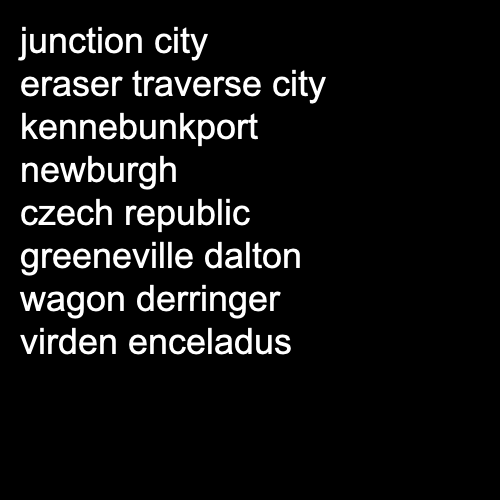 junction city
eraser traverse city
kennebunkport
newburgh
czech republic
greeneville dalton
wagon derringer
virden enceladus